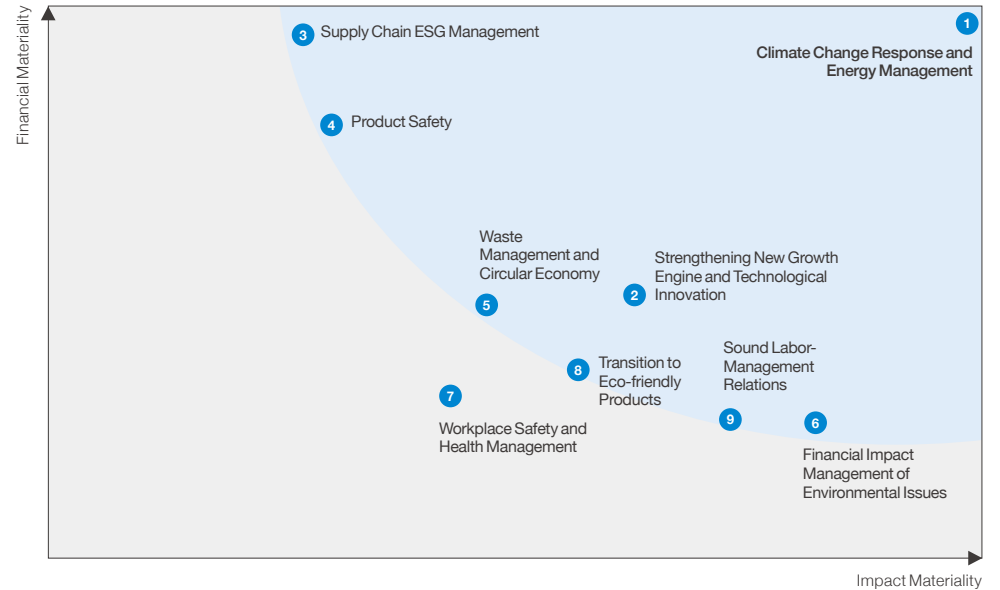 Financial Materiality
3 Supply Chain ESG Management
1
Climate Change Response and
Energy Management
4 Product Safety
Waste
Management and
Circular Economy
5
Strengthening New Growth
Engine and Technological
Innovation
2
8
Transition to
Eco-friendly
Products
Sound Labor-
Management
Relations
9
7
Workplace Safety and
Health Management
6
Financial Impact
Management of
Environmental Issues
Impact Materiality